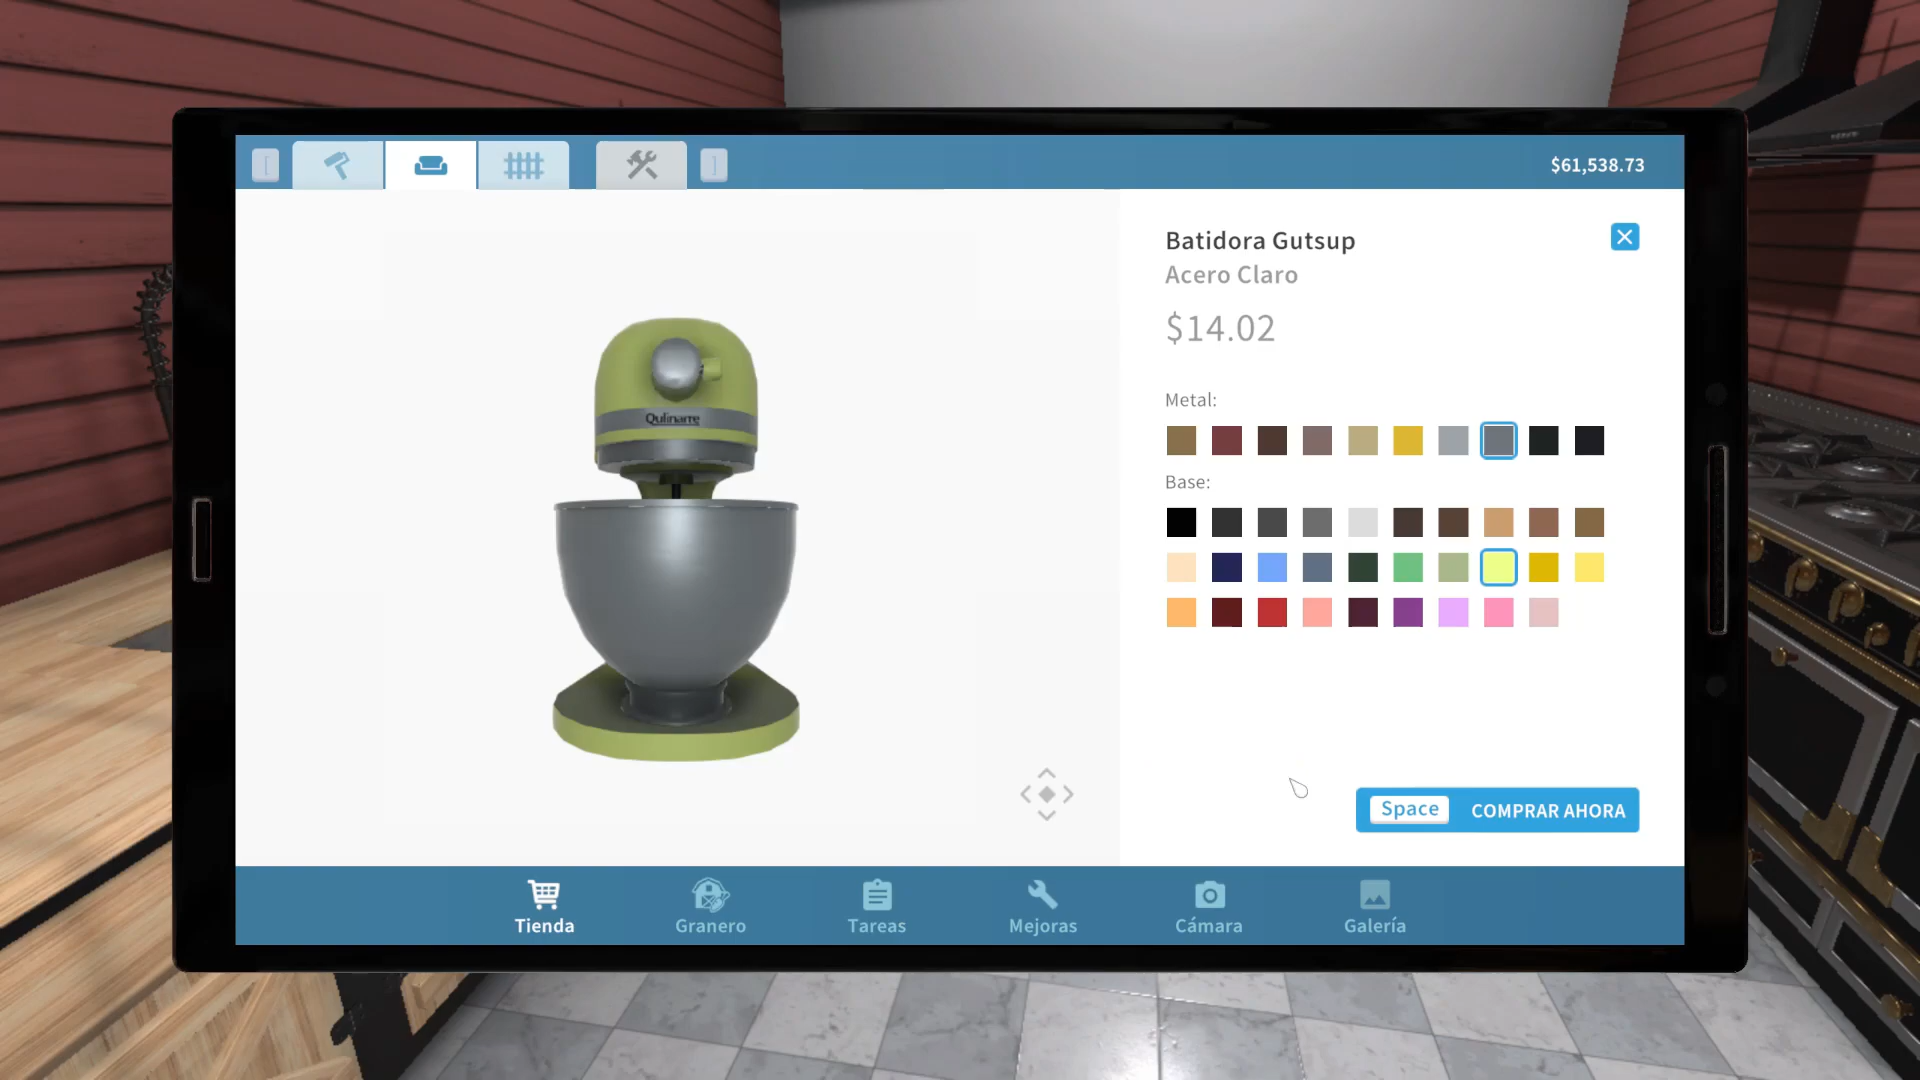 [
]
$61,538.73
Batidora Gutsup
Acero Claro
$14.02
Metal:
Base:
Qulinarre
Space
COMPRAR AHORA
Tienda
Granero
Tareas
Mejoras
Cámara
Galería